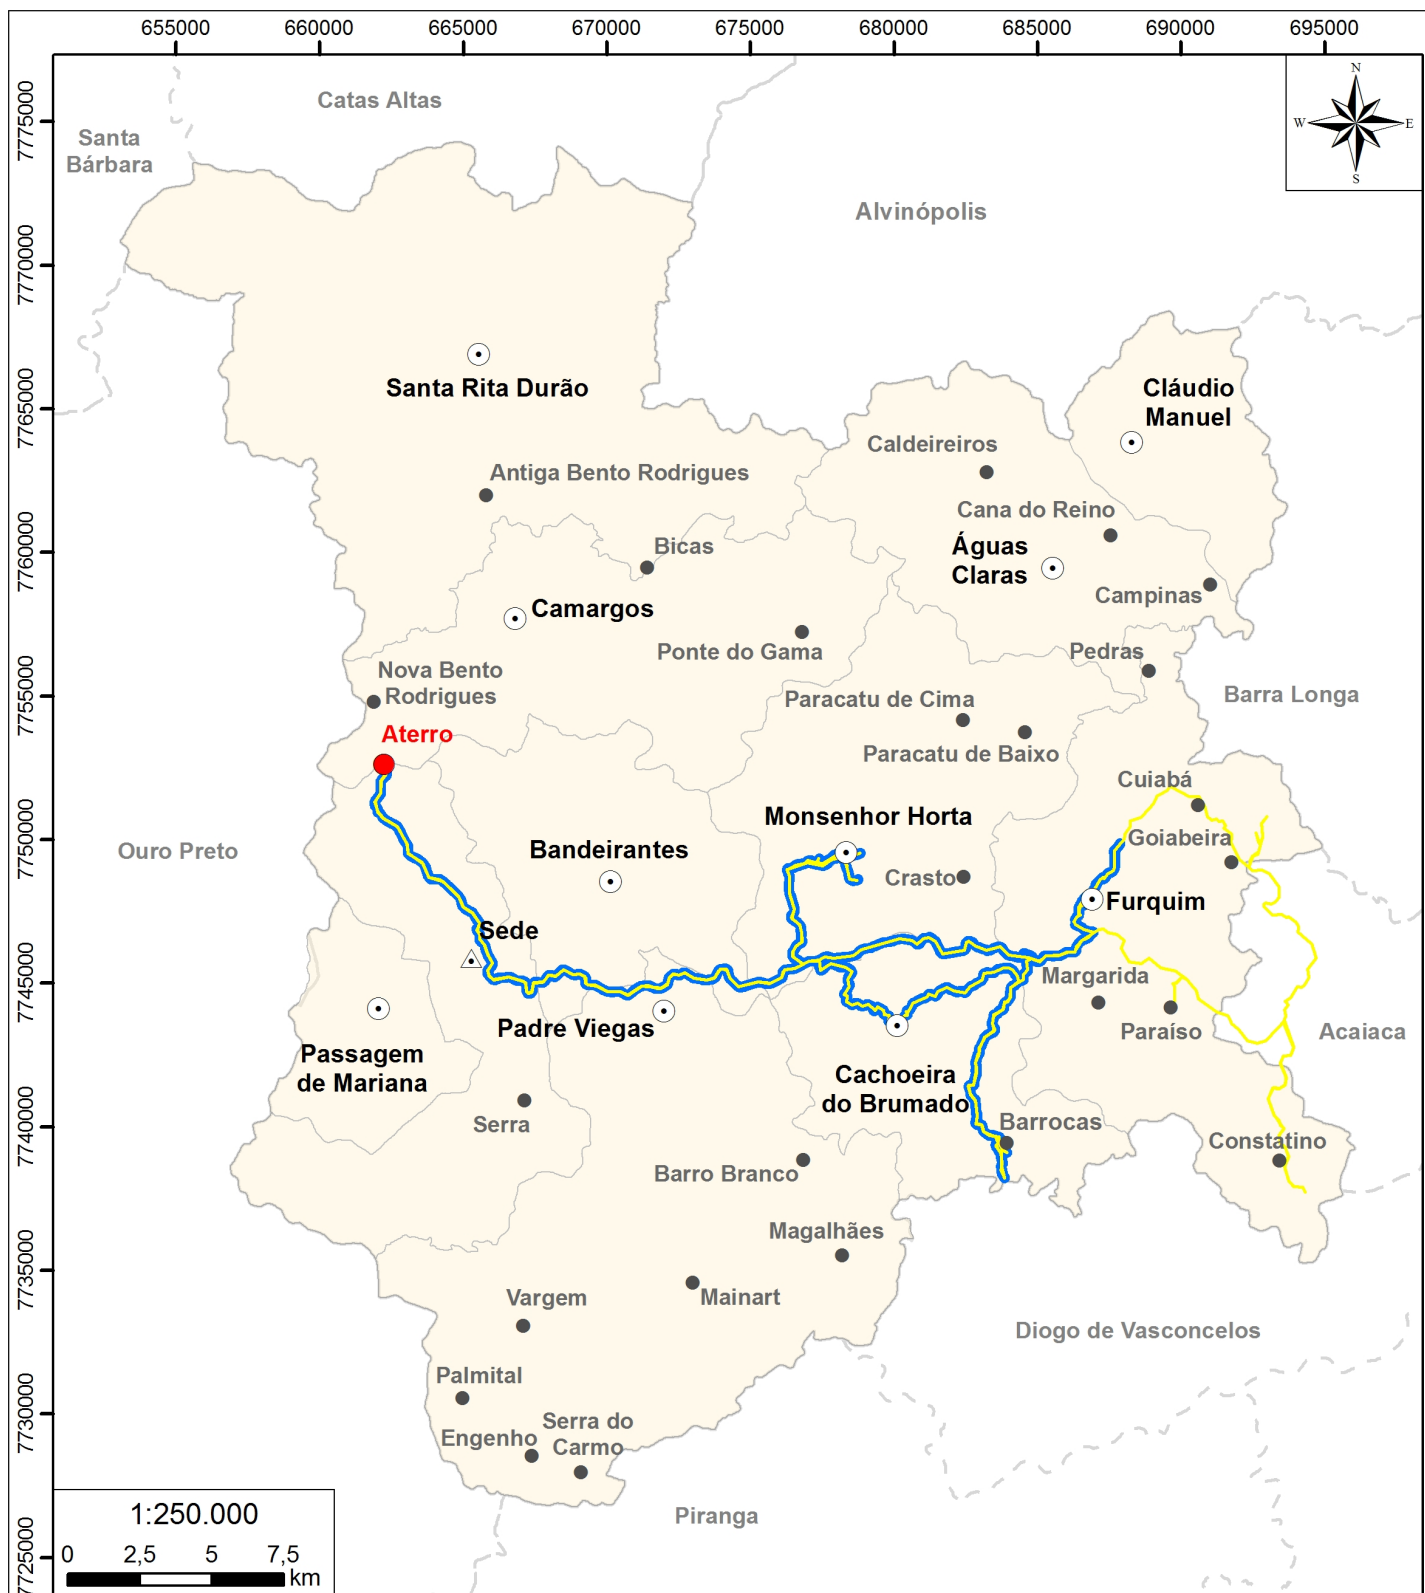 655000 660000 665000 670000 675000 680000 685000 690000 695000
7775000
7770000
7765000
7760000
7755000
7750000
7745000
7740000
7735000
7730000
7725000
N
W E
S
Catas Altas
Santa
Bárbara
Alvinópolis
Santa Rita Durão
Cláudio
Manuel
Caldeireiros
Antiga Bento Rodrigues
Cana do Reino
Bicas
Águas
Claras
Campinas
Camargos
Ponte do Gama
Pedras
Nova Bento
Rodrigues
Paracatu de Cima
Barra Longa
Aterro
Paracatu de Baixo
Cuiabá
Monsenhor Horta
Ouro Preto
Bandeirantes
Goiabeira
Crasto
Furquim
Sede
Margarida
Padre Viegas
Paraíso
Acaiaca
Passagem
de Mariana
Cachoeira
do Brumado
Serra
Barrocas
Constatino
Barro Branco
Magalhães
Vargem
Mainart
Diogo de Vasconcelos
Palmital
Engenho
Serra do
Carmo
Piranga
1:250.000
0 2,5 5 7,5
km